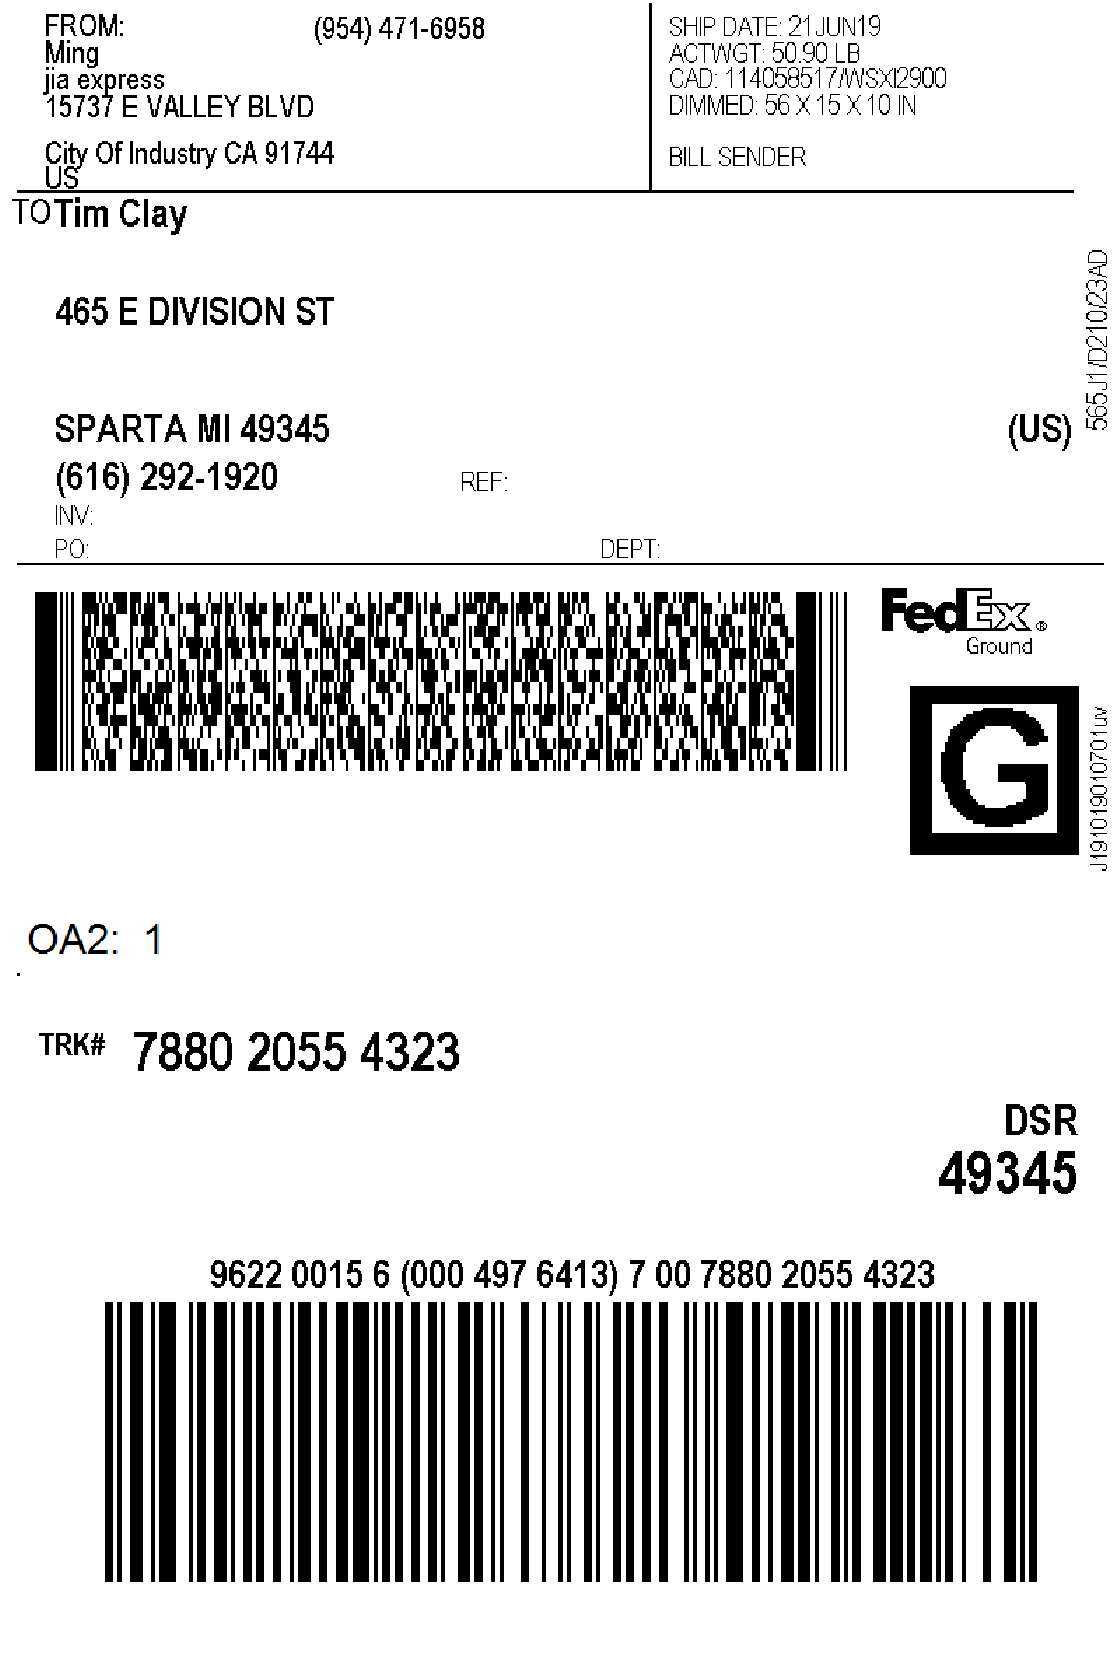 FROM: (954) 471-6958
Ming
jia express
15737 E VALLEY BLVD
City Of Industry CA 91744
US
SHIP DATE: 21JUN19
ACTWGT: 50.90 LB
CAD: 114058517/WSXI2900
DIMMED: 56 X 15 X 10 IN
BILL SENDER
TO Tim Clay
465 E DIVISION ST
SPARTA MI 49345 (US)
(616) 292-1920 REF:
INV:
PO: DEPT:
565J1/D210/23AD
FedEx®
Ground
G
J191019010701uv
OA2: 1
.
TRK# 7880 2055 4323
DSR
49345
9622 0015 6 (000 497 6413) 7 00 7880 2055 4323